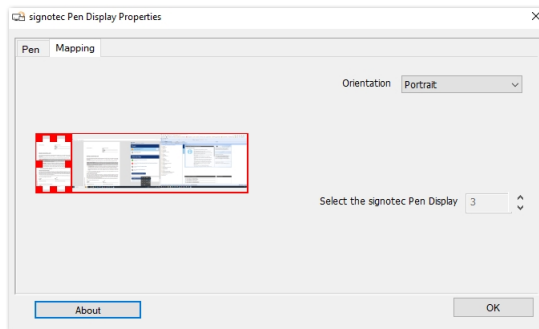 signotec Pen Display Properties
Pen
Mapping
Orientation
Portrait
Select the signotec Pen Display
3
About
OK